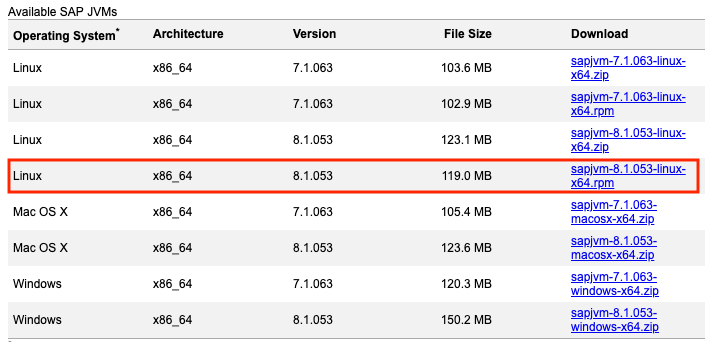 Available SAP JVMs
Operating System* Architecture Version File Size Download
Linux x86_64 7.1.063 103.6 MB sapjvm-7.1.063-linux-
x64.zip
Linux x86_64 7.1.063 102.9 MB sapjvm-7.1.063-linux-
x64.rpm
Linux x86_64 8.1.053 123.1 MB sapjvm-8.1.053-linux-
x64.zip
Linux x86_64 8.1.053 119.0 MB sapjvm-8.1.053-linux-
x64.rpm
Mac OS X x86_64 7.1.063 105.4 MB sapjvm-7.1.063-
macosx-x64.zip
Mac OS X x86_64 8.1.053 123.6 MB sapjvm-8.1.053-
macosx-x64.zip
Windows x86_64 7.1.063 120.3 MB sapjvm-7.1.063-
windows-x64.zip
Windows x86_64 8.1.053 150.2 MB sapjvm-8.1.053-
windows-x64.zip